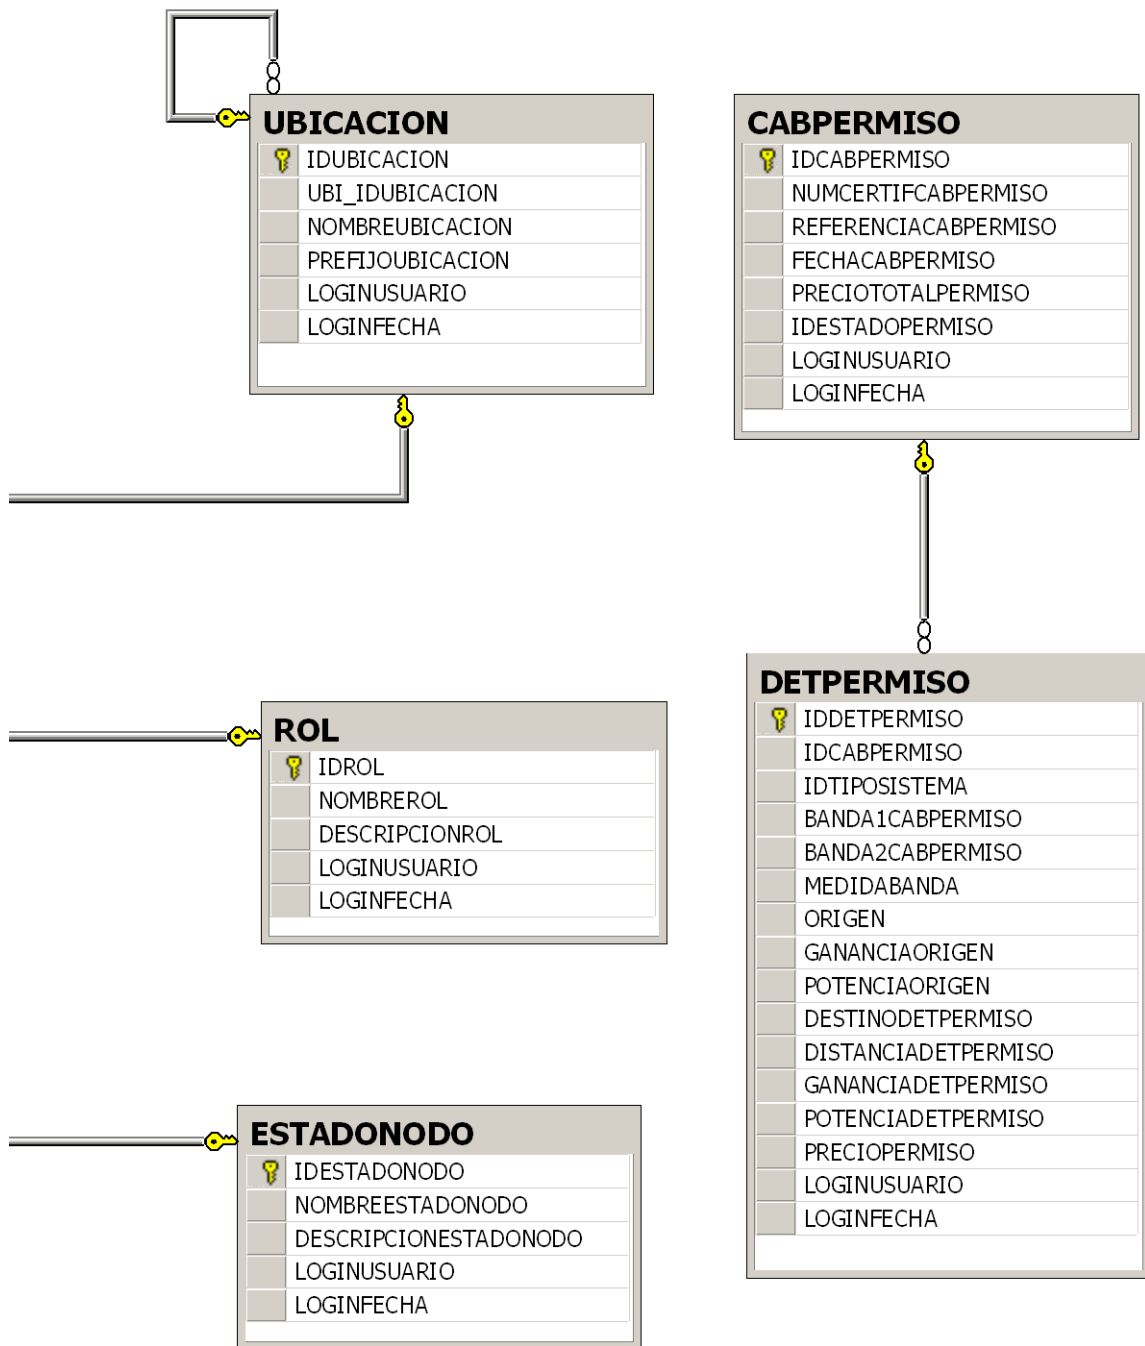 UBICACION
IDUBICACION
UBI_IDUBICACION
NOMBREUBICACION
PREFIJOUBICACION
LOGINUSUARIO
LOGINFECHA
CABPERMISO
IDCABPERMISO
NUMCERTIFCABPERMISO
REFERENCIACABPERMISO
FECHACABPERMISO
PRECIOTOTALPERMISO
IDESTADOPERMISO
LOGINUSUARIO
LOGINFECHA
ROL
IDROL
NOMBREROL
DESCRIPCIONROL
LOGINUSUARIO
LOGINFECHA
DETPERMISO
IDDETPERMISO
IDCABPERMISO
IDTIPOSISTEMA
BANDA1CABPERMISO
BANDA2CABPERMISO
MEDIDABANDA
ORIGEN
GANANCIAORIGEN
POTENCIAORIGEN
DESTINODETPERMISO
DISTANCIADETPERMISO
GANANCIADETPERMISO
POTENCIADETPERMISO
PRECIOPERMISO
LOGINUSUARIO
LOGINFECHA
ESTADONODO
IDESTADONODO
NOMBREESTADONODO
DESCRIPCIONESTADONODO
LOGINUSUARIO
LOGINFECHA